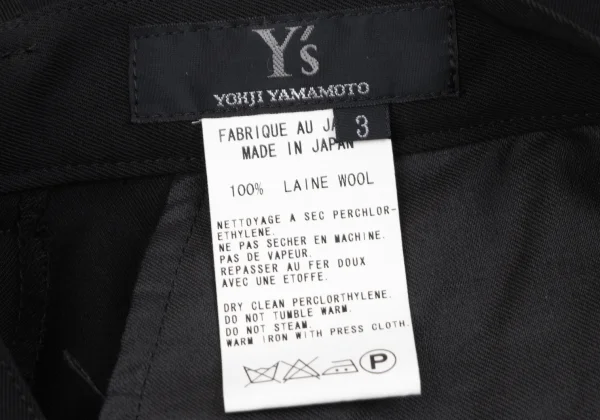 Y's
YOHJI YAMAMOTO
3
FABRIQUE AU
MADE IN JAPAN
100% LAINE WOOL
NETTOYAGE A SEC PERCHLOR-
ETHYLENE.
NE PAS SECHER EN MACHINE.
PAS DE VAPEUR.
REPASSER AU FER DOUX
AVEC UNE ETOFFE.
DRY CLEAN PERCLORTHYLENE.
DO NOT TUMBLE WARM.
DO NOT STEAM.
WARM IRON WITH PRESS CLOTH.
P